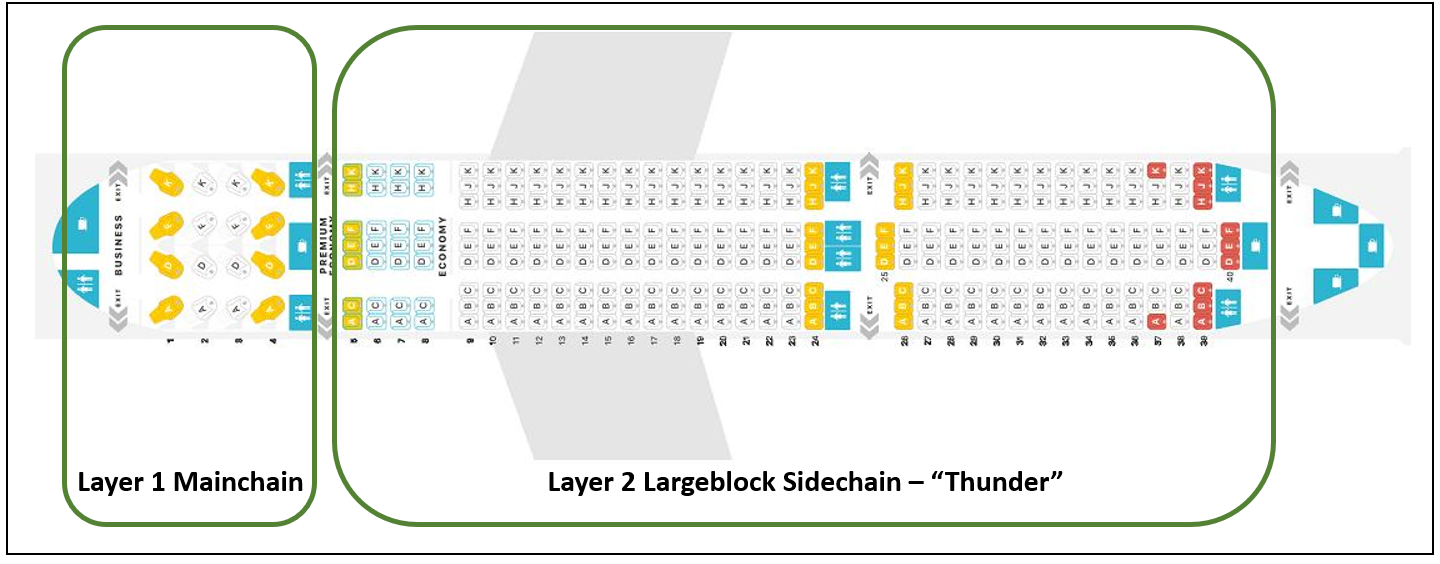 EXIT
BUSINESS
EXIT
1 A D F K
2 A D F K
3 A D F K
4 A D F K
EXIT
PREMIUM
EXIT
5 A C D E F H K
6 A C D E F H K
7 A C D E F H K
8 A C D E F H K
ECONOMY
9 A B C D E F H J K
10 A B C D E F H J K
11 A B C D E F H J K
12 A B C D E F H J K
13 A B C D E F H J K
14 A B C D E F H J K
15 A B C D E F H J K
16 A B C D E F H J K
17 A B C D E F H J K
18 A B C D E F H J K
19 A B C D E F H J K
20 A B C D E F H J K
21 A B C D E F H J K
22 A B C D E F H J K
23 A B C D E F H J K
24 A B C D E F H J K
EXIT
EXIT
25 D E F
26 A B C D E F H J K
27 A B C D E F H J K
28 A B C D E F H J K
29 A B C D E F H J K
30 A B C D E F H J K
31 A B C D E F H J K
32 A B C D E F H J K
33 A B C D E F H J K
34 A B C D E F H J K
35 A B C D E F H J K
36 A B C D E F H J K
37 A B C D E F H J K
38 A B C D E F H J K
39 A B C D E F H J K
40 D E F
EXIT
EXIT
Layer 1 Mainchain
Layer 2 Largeblock Sidechain – “Thunder”